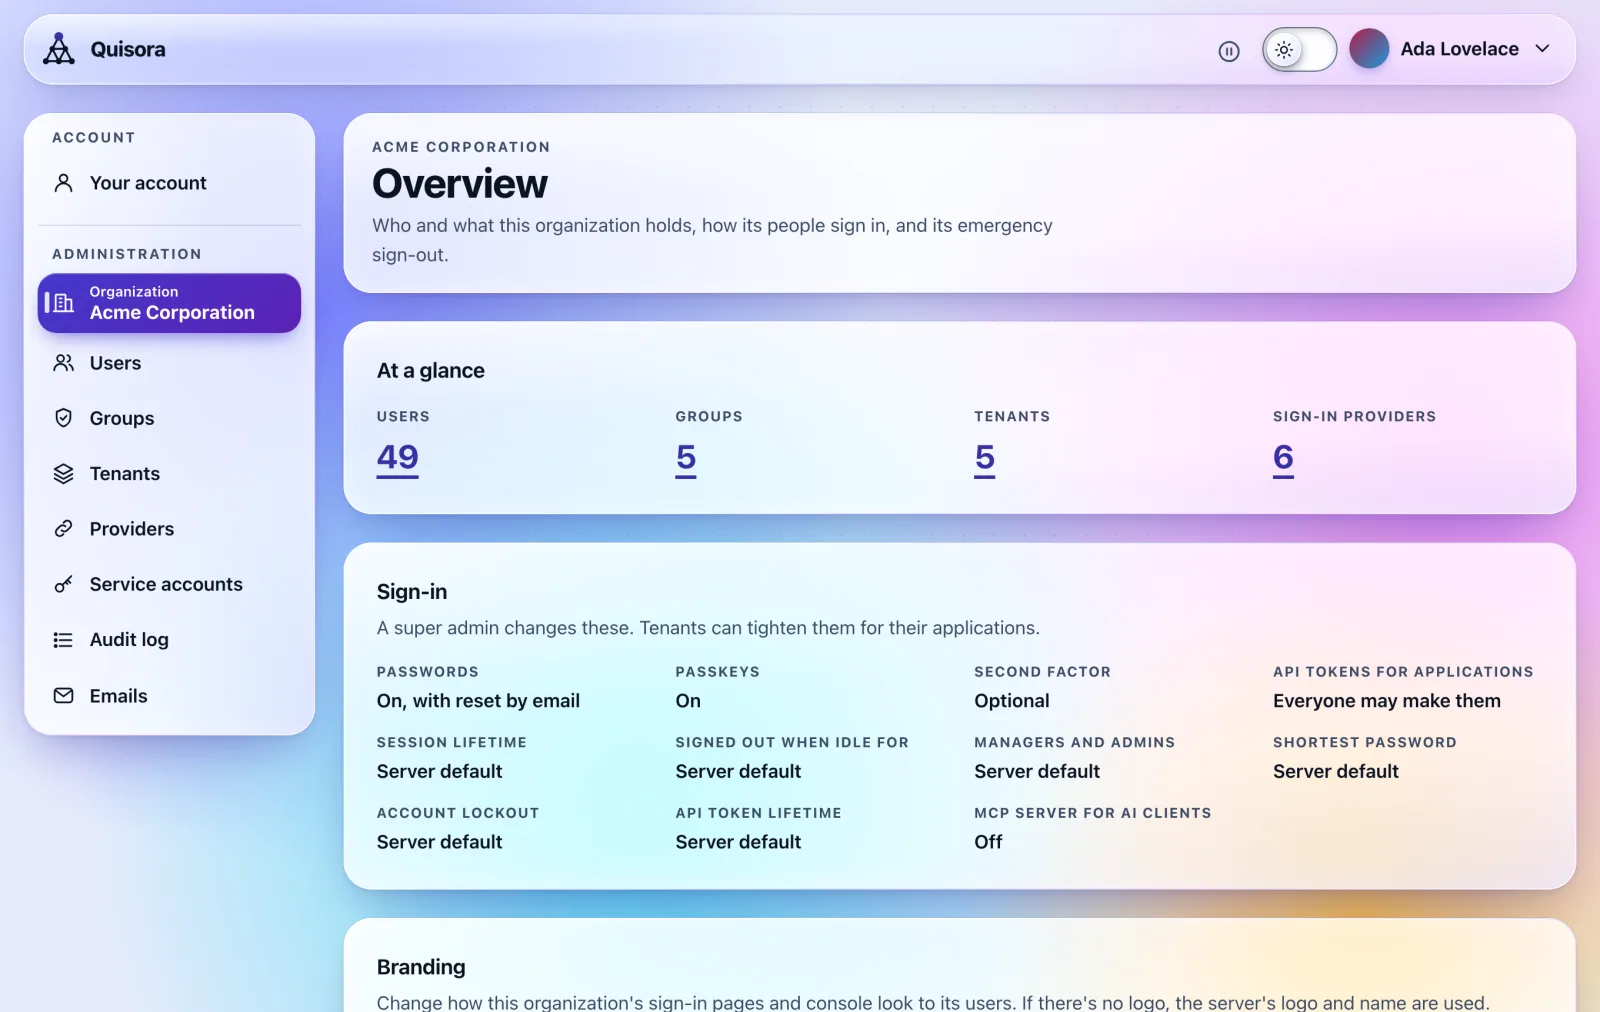 Quisora
Ada Lovelace
ACCOUNT
Your account
ADMINISTRATION
Organization
Acme Corporation
Users
Groups
Tenants
Providers
Service accounts
Audit log
Emails
ACME CORPORATION
Overview
Who and what this organization holds, how its people sign in, and its emergency
sign-out.
At a glance
USERS
49
GROUPS
5
TENANTS
5
SIGN-IN PROVIDERS
6
Sign-in
A super admin changes these. Tenants can tighten them for their applications.
PASSWORDS
On, with reset by email
PASSKEYS
On
SECOND FACTOR
Optional
API TOKENS FOR APPLICATIONS
Everyone may make them
SESSION LIFETIME
Server default
SIGNED OUT WHEN IDLE FOR
Server default
MANAGERS AND ADMINS
Server default
SHORTEST PASSWORD
Server default
ACCOUNT LOCKOUT
Server default
API TOKEN LIFETIME
Server default
MCP SERVER FOR AI CLIENTS
Off
Branding
Change how this organization's sign-in pages and console look to its users. If there's no logo, the server's logo and name are used.